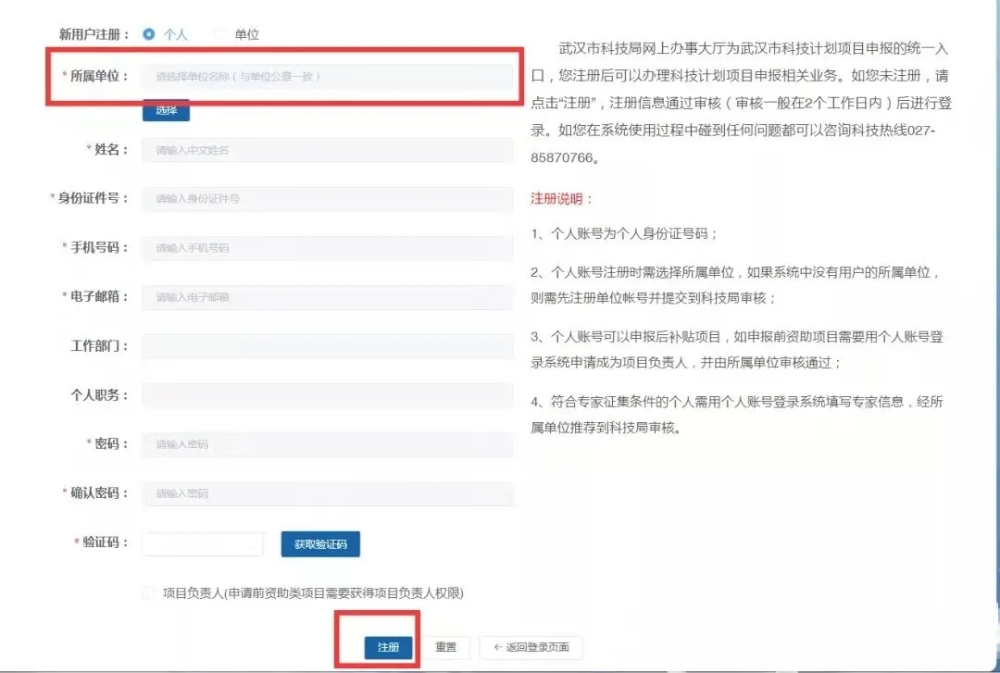 新用户注册： 个人 单位
*所属单位： 请选择单位名称（与单位公章一致）
选择
*姓名： 请输入中文姓名
*身份证件号： 请输入身份证件号
*手机号码： 请输入手机号码
*电子邮箱： 请输入电子邮箱
工作部门：
个人职务：
*密码： 请输入密码
*确认密码： 请输入密码
*验证码： 获取验证码
项目负责人(申请前资助类项目需要获得项目负责人权限)
注册 重置 ←返回登录页面
武汉市科技局网上办事大厅为武汉市科技计划项目申报的统一入
口，您注册后可以办理科技计划项目申报相关业务。如您未注册，请
点击“注册”，注册信息通过审核（审核一般在2个工作日内）后进行登
录。如您在系统使用过程中碰到任何问题都可以咨询科技热线027-
85870766。
注册说明：
1、个人账号为个人身份证号码；
2、个人账号注册时需选择所属单位，如果系统中没有用户的所属单位，
则需先注册单位帐号并提交到科技局审核；
3、个人账号可以申报后补贴项目，如申报前资助项目需要用个人账号登
录系统申请成为项目负责人，并由所属单位审核通过；
4、符合专家征集条件的个人需用个人账号登录系统填写专家信息，经所
属单位推荐到科技局审核。